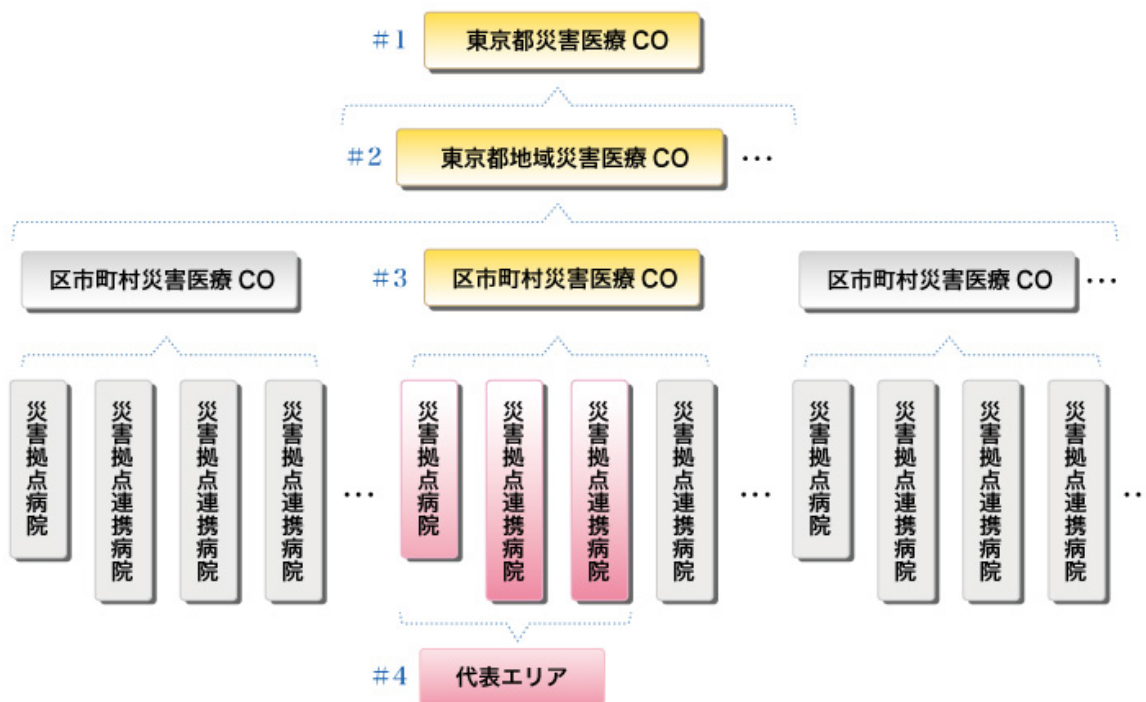 #1 東京都災害医療 CO
#2 東京都地域災害医療 CO …
区市町村災害医療 CO
#3 区市町村災害医療 CO
区市町村災害医療 CO …
災害拠点病院
災害拠点連携病院
災害拠点連携病院
災害拠点連携病院
…
災害拠点病院
災害拠点連携病院
災害拠点連携病院
災害拠点連携病院
…
災害拠点病院
災害拠点連携病院
災害拠点連携病院
災害拠点連携病院
…
#4 代表エリア